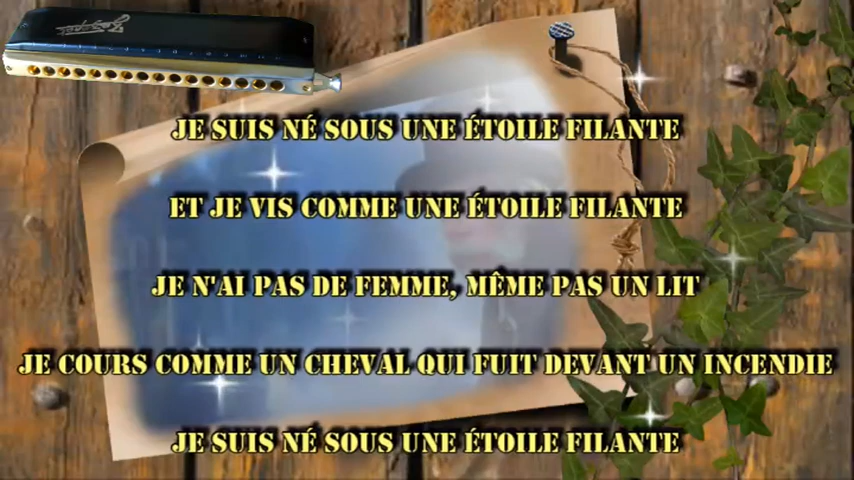 JE SUIS NÉ SOUS UNE ÉTOILE FILANTE
ET JE VIS COMME UNE ÉTOILE FILANTE
JE N'AI PAS DE FEMME, MÊME PAS UN LIT
JE COURS COMME UN CHEVAL QUI FUIT DEVANT UN INCENDIE
JE SUIS NÉ SOUS UNE ÉTOILE FILANTE